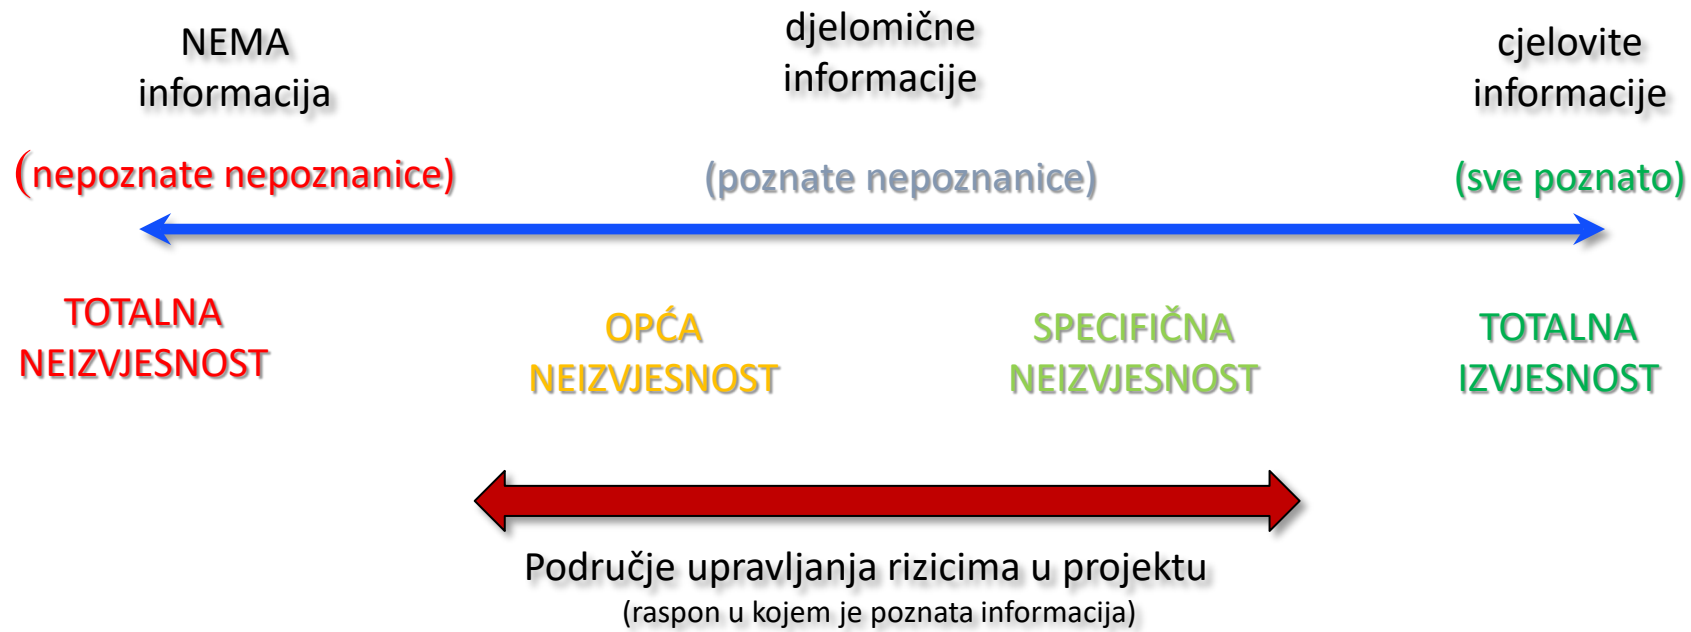 NEMA
informacija
djelomične
informacije
cjelovite
informacije
(nepoznate nepoznanice)
(poznate nepoznanice)
(sve poznato)
TOTALNA
NEIZVJESNOST
OPĆA
NEIZVJESNOST
SPECIFIČNA
NEIZVJESNOST
TOTALNA
IZVJESNOST
Područje upravljanja rizicima u projektu
(raspon u kojem je poznata informacija)